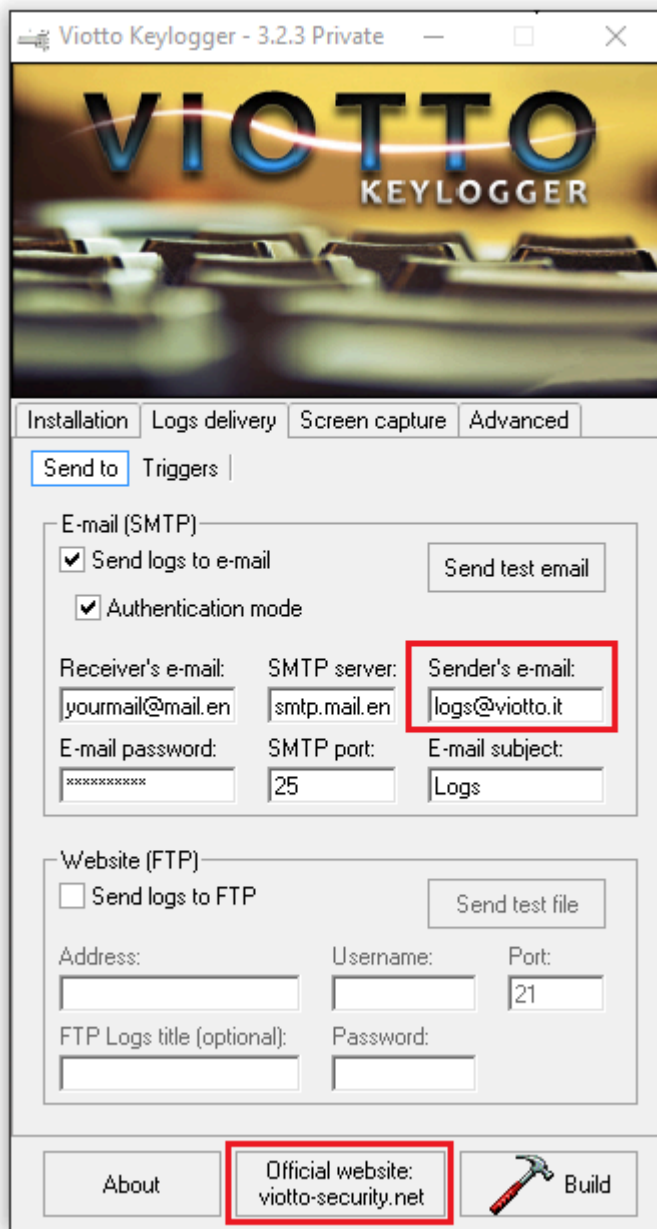 Viotto Keylogger - 3.2.3 Private
VIOTTO
KEYLOGGER
Installation Logs delivery Screen capture Advanced
Send to Triggers
E-mail (SMTP)
Send logs to e-mail Send test email
Authentication mode
Receiver's e-mail: SMTP server: Sender's e-mail:
yourmail@mail.en smtp.mail.en logs@viotto.it
E-mail password: SMTP port: E-mail subject:
********** 25 Logs
Website (FTP)
Send logs to FTP Send test file
Address: Username: Port:
21
FTP Logs title (optional): Password:
About Official website: Build
viotto-security.net